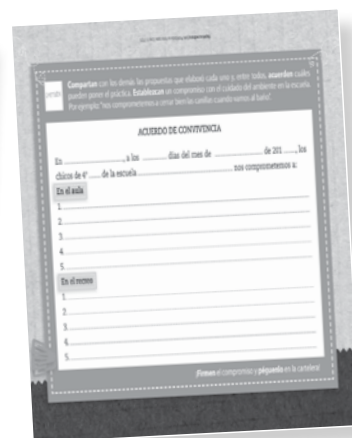 Compartan con los demás las propuestas que elaboró cada uno y, entre todos, acuerden cuáles
pueden poner el práctica. Establezcan un compromiso con el cuidado del ambiente en la escuela.
Por ejemplo: "nos comprometemos a cerrar bien las canillas cuando vamos al baño".
ACUERDO DE CONVIVENCIA
En ..............., a los ......... días del mes de ............... de 201 ....., los
chicos de 4° ..... de la escuela .............................. nos comprometemos a:
En el aula
1.
2.
3.
4.
5.
En el recreo
1.
2.
3.
4.
5.
¡Firmen el compromiso y péguenlo en la cartelera!